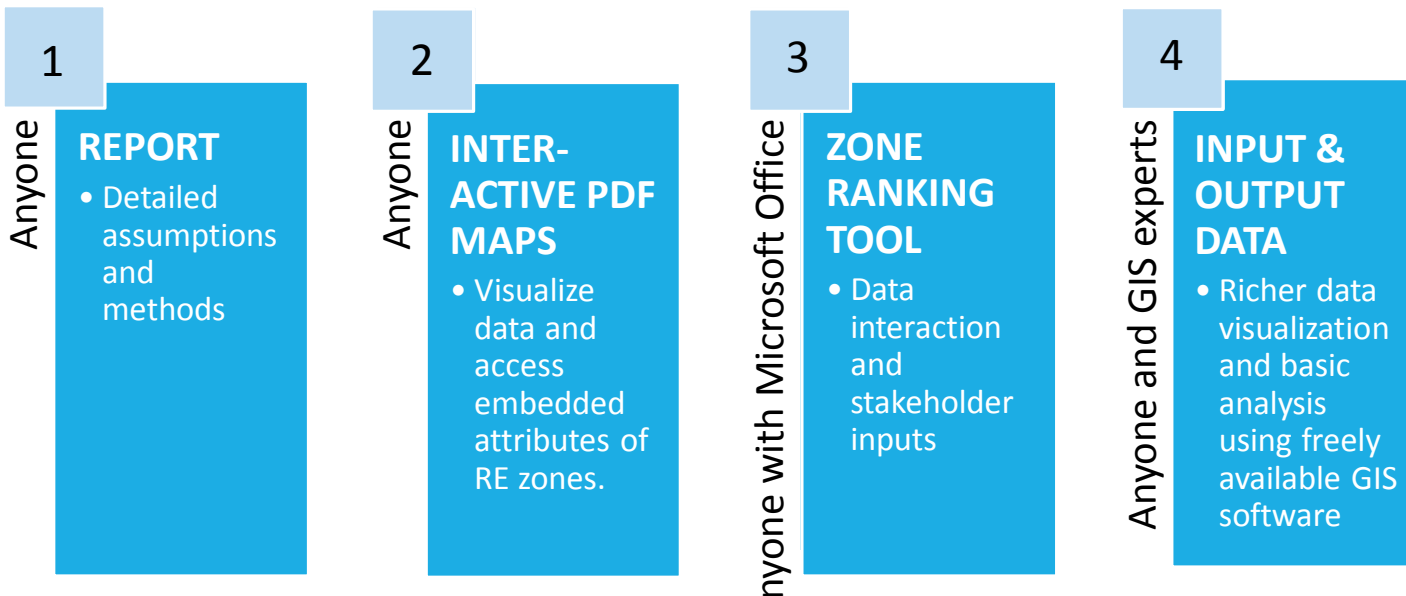 1
Anyone
REPORT
• Detailed
assumptions
and
methods
2
Anyone
INTER-
ACTIVE PDF
MAPS
• Visualize
data and
access
embedded
attributes of
RE zones.
3
nyone with Microsoft Office
ZONE
RANKING
TOOL
• Data
interaction
and
stakeholder
inputs
4
Anyone and GIS experts
INPUT &
OUTPUT
DATA
• Richer data
visualization
and basic
analysis
using freely
available GIS
software